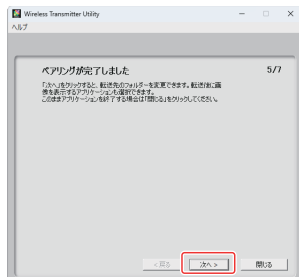 Wireless Transmitter Utility
ヘルプ
ペアリングが完了しました
5/7
「次へ」をクリックすると、転送先のフォルダーを変更できます。転送後に画
像を表示するアプリケーションも選択できます。
このままアプリケーションを終了する場合は「閉じる」をクリックしてください。
< 戻る
次へ >
閉じる